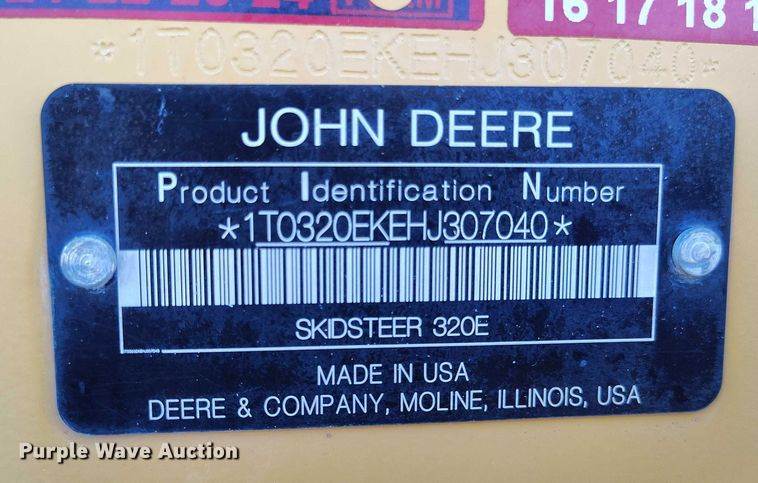 16 17 18 1
*1T0320EKEHJ307040*
JOHN DEERE
Product Identification Number
*1T0320EKEHJ307040*
SKIDSTEER 320E
MADE IN USA
DEERE & COMPANY, MOLINE, ILLINOIS, USA
Purple Wave Auction